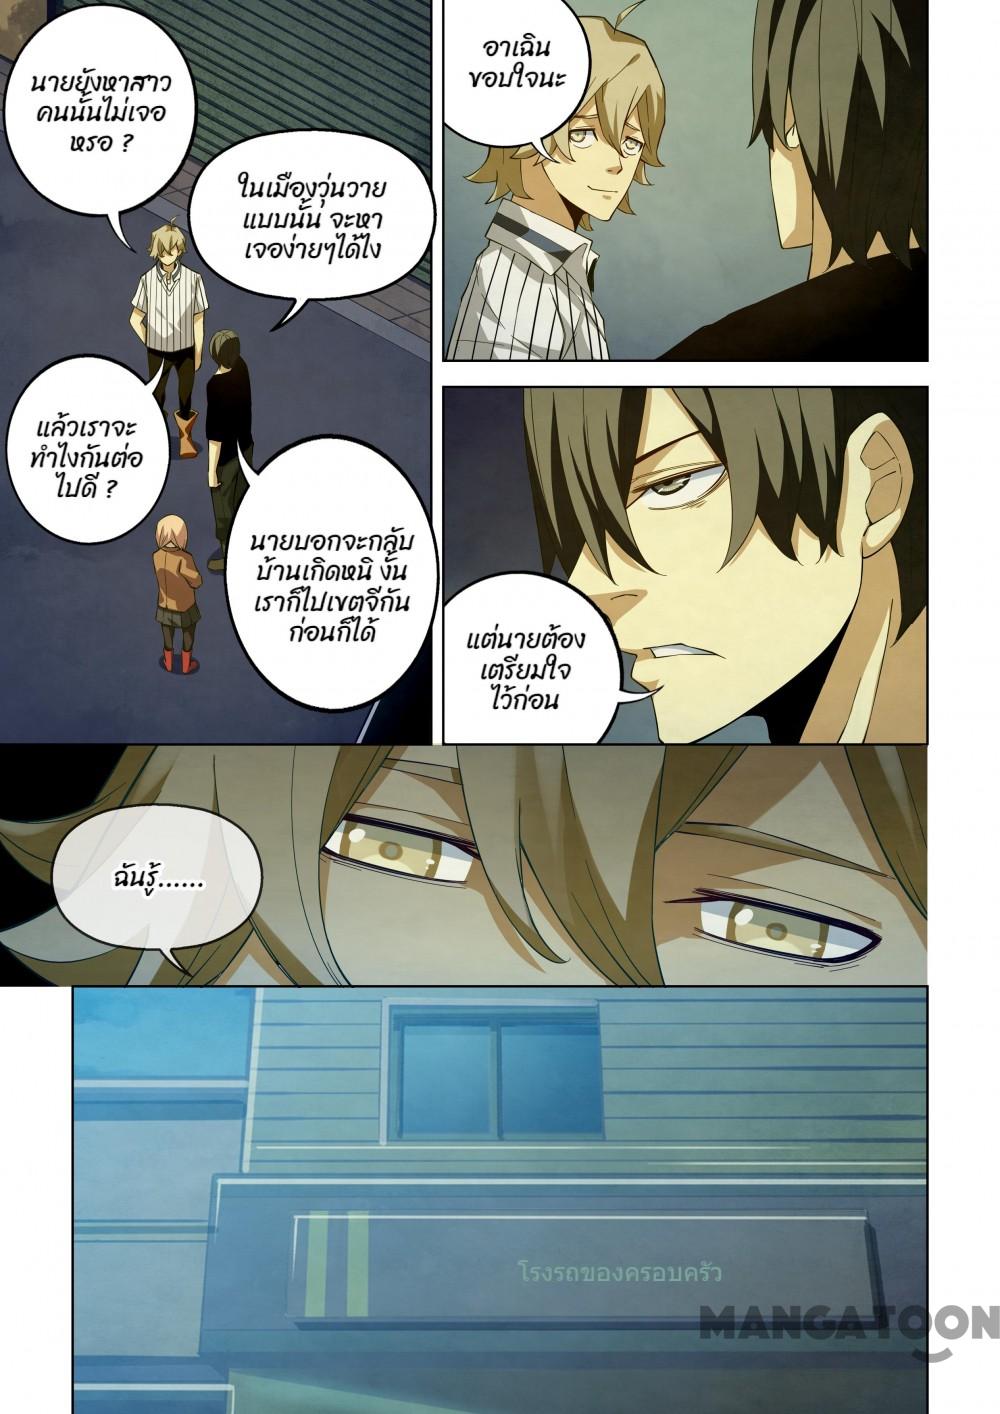 นายยังหาสาว
คนนั้นไม่เจอ
หรอ ?
ในเมืองวุ่นวาย
แบบนั้น จะหา
เจอง่ายๆได้ไง
แล้วเราจะ
ทำไงกันต่อ
ไปดี ?
นายบอกจะกลับ
บ้านเกิดหนิ งั้น
เราก็ไปเขตจีกัน
ก่อนก็ได้
อาเฉิน
ขอบใจนะ
แต่นายต้อง
เตรียมใจ
ไว้ก่อน
ฉันรู้......
โรงรถของครอบครัว
MANGATOON